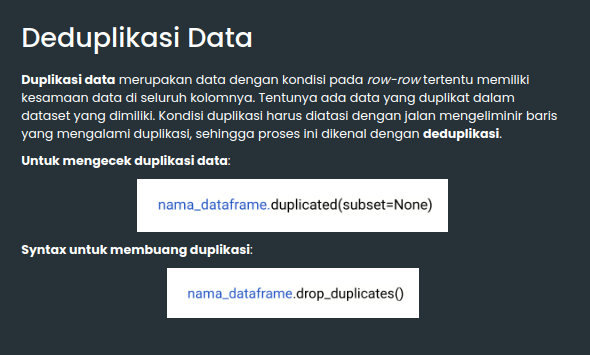 Deduplikasi Data
Duplikasi data merupakan data dengan kondisi pada row-row tertentu memiliki
kesamaan data di seluruh kolomnya. Tentunya ada data yang duplikat dalam
dataset yang dimiliki. Kondisi duplikasi harus diatasi dengan jalan mengeliminir baris
yang mengalami duplikasi, sehingga proses ini dikenal dengan deduplikasi.
Untuk mengecek duplikasi data:
nama_dataframe.duplicated(subset=None)
Syntax untuk membuang duplikasi:
nama_dataframe.drop_duplicates()